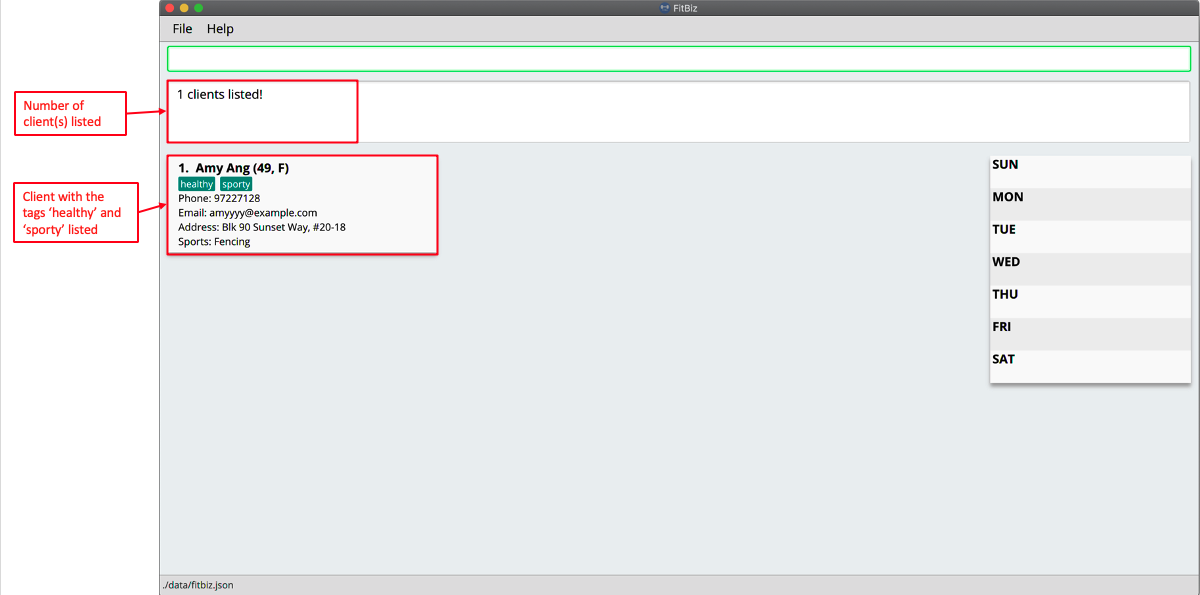 FitBiz
File Help
1 clients listed!
Number of
client(s) listed
1. Amy Ang (49, F)
healthy sporty
Phone: 97227128
Email: amyyyy@example.com
Address: Blk 90 Sunset Way, #20-18
Sports: Fencing
Client with the
tags ‘healthy’ and
‘sporty’ listed
SUN
MON
TUE
WED
THU
FRI
SAT
./data/fitbiz.json